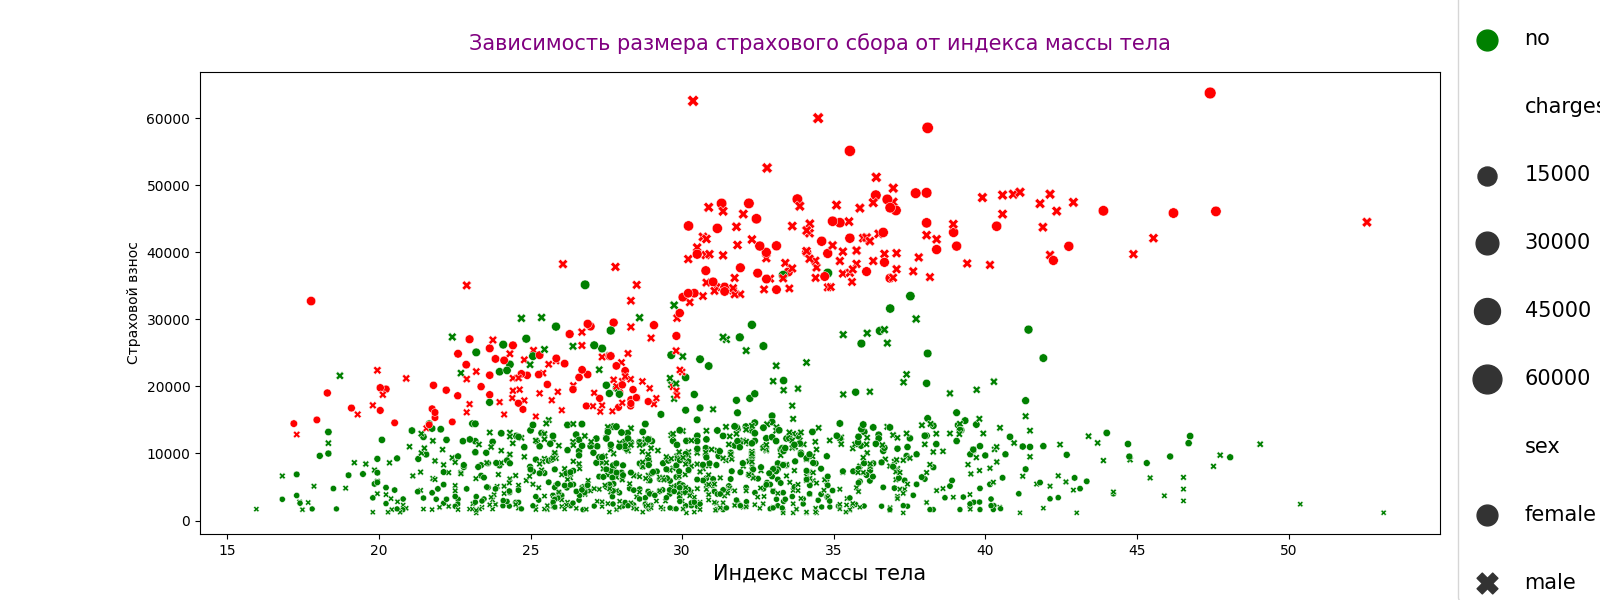 Зависимость размера страхового сбора от индекса массы тела
Страховой взнос
60000
50000
40000
30000
20000
10000
0
15
20
25
30
35
40
45
50
Индекс массы тела
no
charges
15000
30000
45000
60000
sex
female
male